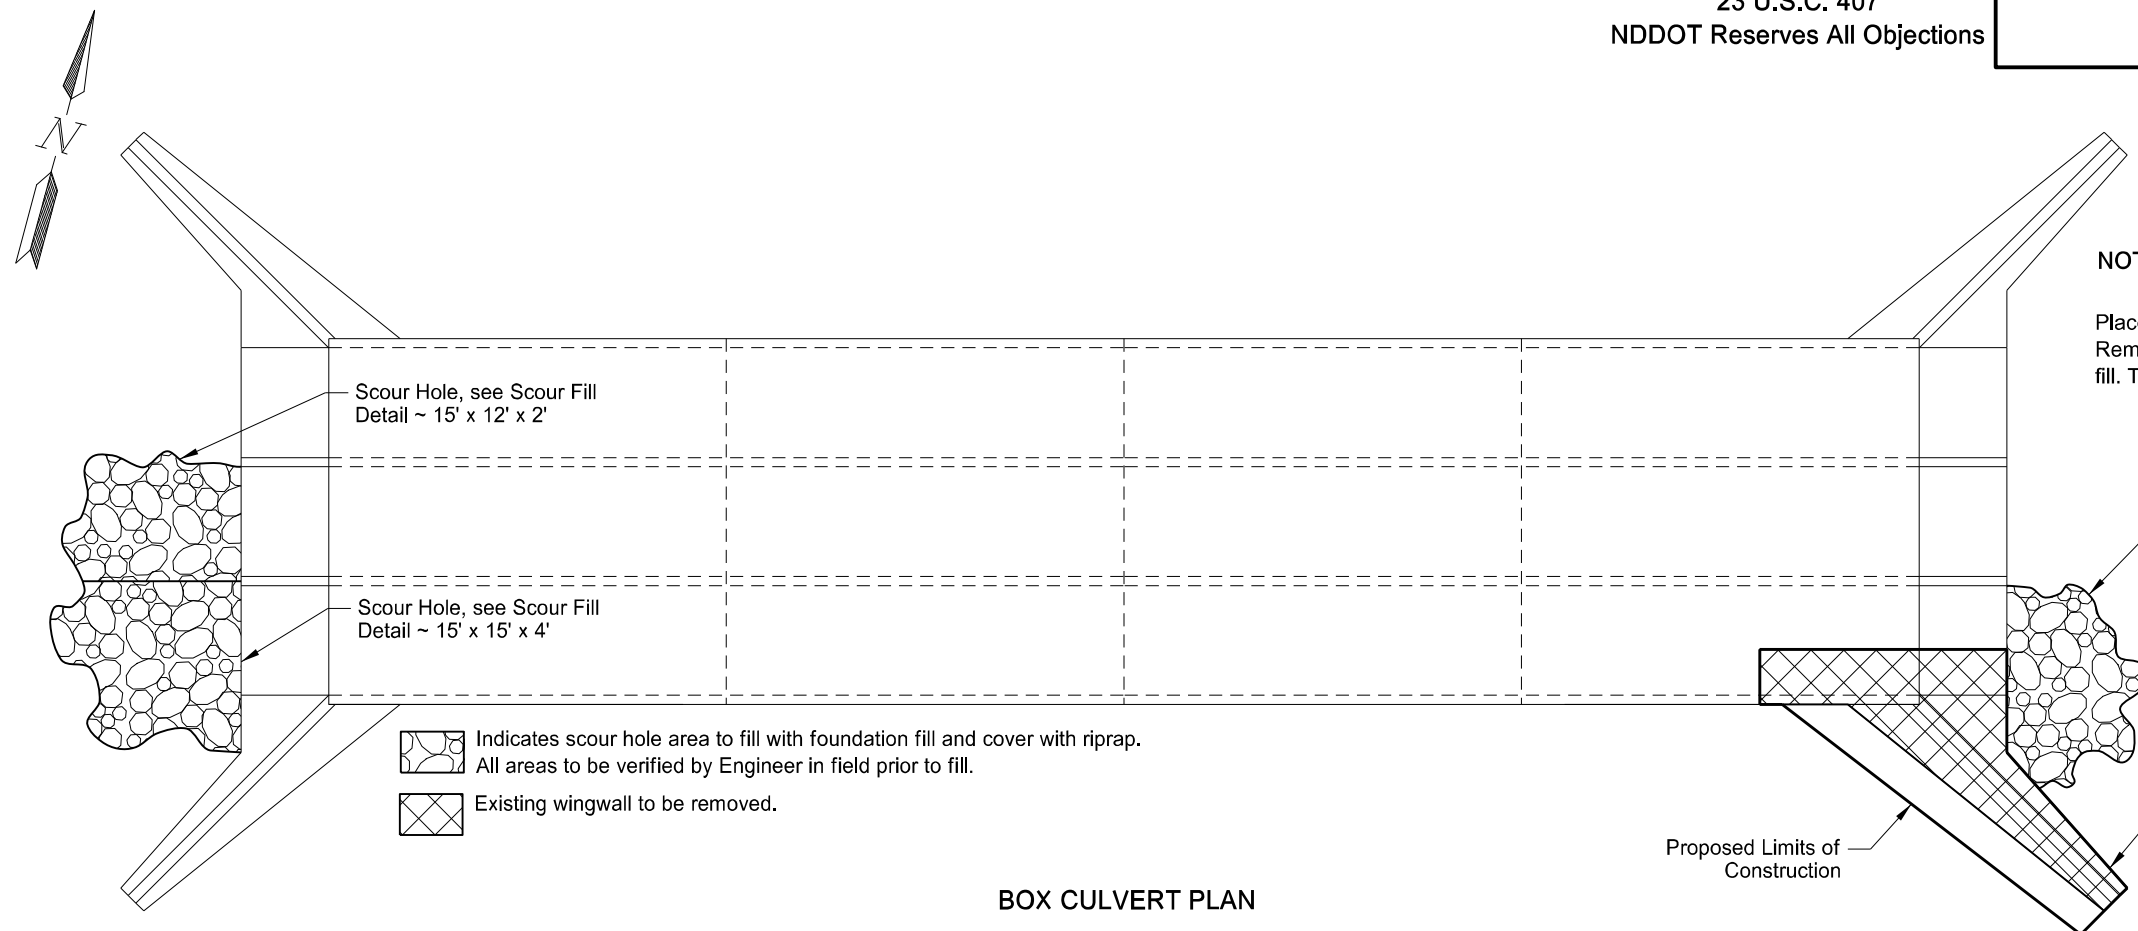 23 U.S.C. 407
NDDOT Reserves All Objections
N
Scour Hole, see Scour Fill
Detail ~ 15' x 12' x 2'
Scour Hole, see Scour Fill
Detail ~ 15' x 15' x 4'
Indicates scour hole area to fill with foundation fill and cover with riprap.
All areas to be verified by Engineer in field prior to fill.
Existing wingwall to be removed.
Proposed Limits of
Construction
BOX CULVERT PLAN
fill.